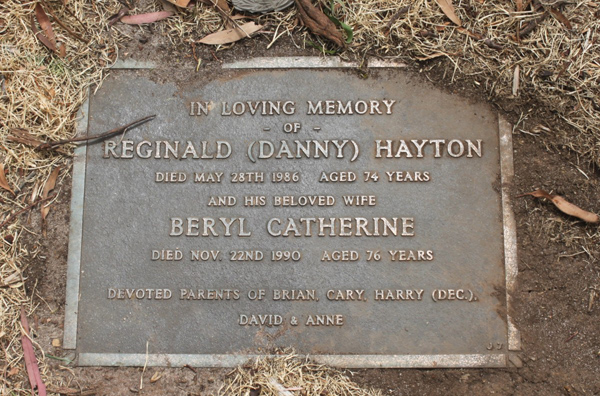 IN LOVING MEMORY
- OF -
REGINALD (DANNY) HAYTON
DIED MAY 28TH 1986 AGED 74 YEARS
AND HIS BELOVED WIFE
BERYL CATHERINE
DIED NOV. 22ND 1990 AGED 76 YEARS
DEVOTED PARENTS OF BRIAN, CARY, HARRY (DEC.),
DAVID & ANNE